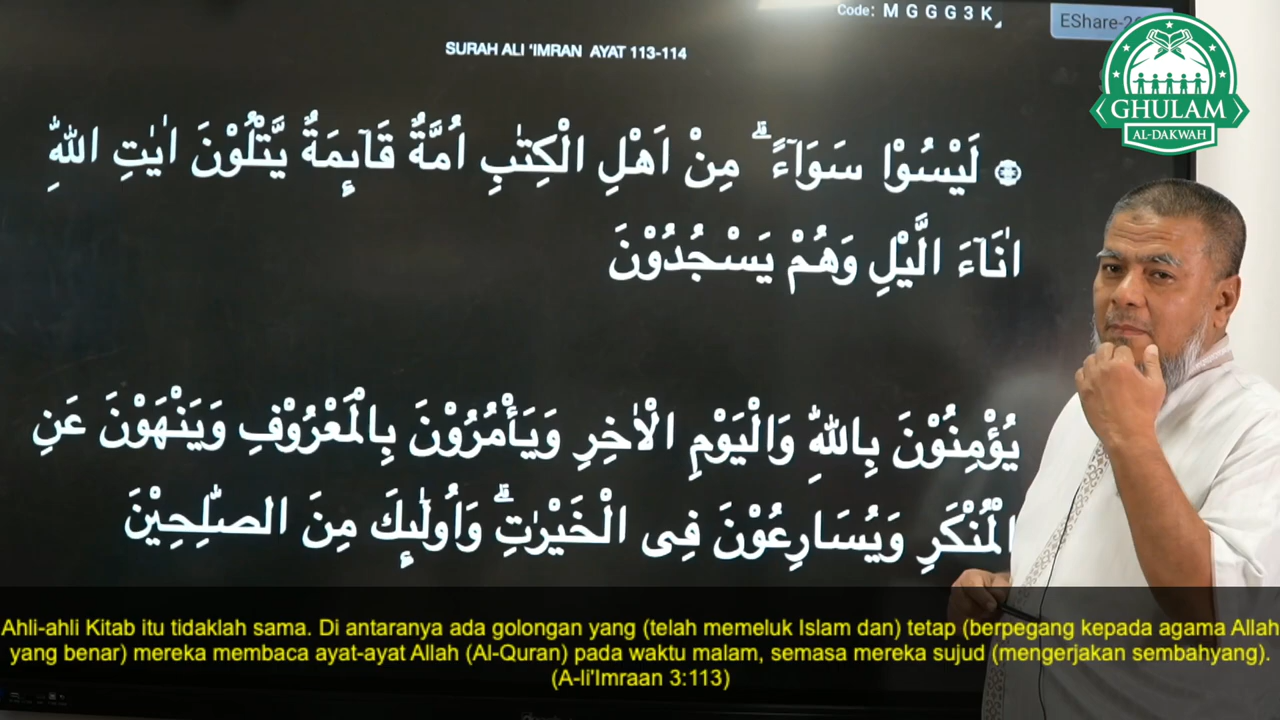 Code: M G G G 3 K
EShare-2
SURAH ALI 'IMRAN AYAT 113-114
GHULAM
AL-DAKWAH
۞ لَيْسُوْا سَوَاۤءً ۗ مِنْ اَهْلِ الْكِتٰبِ اُمَّةٌ قَاۤىِٕمَةٌ يَّتْلُوْنَ اٰيٰتِ اللّٰهِ
اٰنَاۤءَ الَّيْلِ وَهُمْ يَسْجُدُوْنَ
يُؤْمِنُوْنَ بِاللّٰهِ وَالْيَوْمِ الْاٰخِرِ وَيَأْمُرُوْنَ بِالْمَعْرُوْفِ وَيَنْهَوْنَ عَنِ
الْمُنْكَرِ وَيُسَارِعُوْنَ فِى الْخَيْرٰتِۗ وَاُولٰۤىِٕكَ مِنَ الصّٰلِحِيْنَ
Ahli-ahli Kitab itu tidaklah sama. Di antaranya ada golongan yang (telah memeluk Islam dan) tetap (berpegang kepada agama Allah
yang benar) mereka membaca ayat-ayat Allah (Al-Quran) pada waktu malam, semasa mereka sujud (mengerjakan sembahyang).
(A-li'Imraan 3:113)